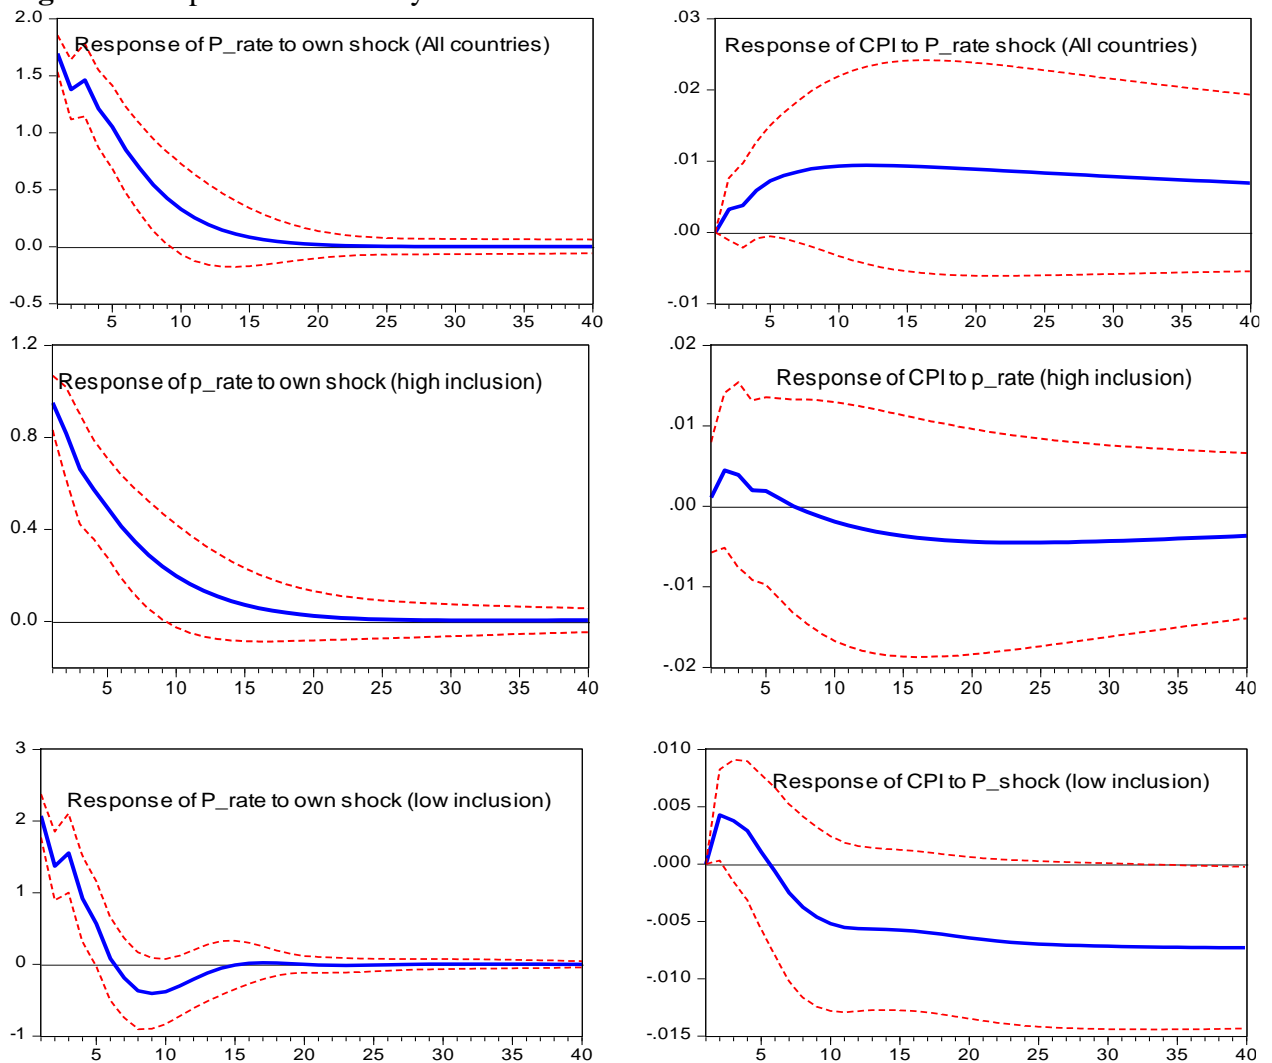 Response of P_rate to own shock (All countries)
2.0
1.5
1.0
0.5
0.0
-0.5
5 10 15 20 25 30 35 40
Response of CPI to P_rate shock (All countries)
.03
.02
.01
.00
-.01
5 10 15 20 25 30 35 40
Response of p_rate to own shock (high inclusion)
1.2
0.8
0.4
0.0
5 10 15 20 25 30 35 40
Response of CPI to p_rate (high inclusion)
.02
.01
.00
-.01
-.02
5 10 15 20 25 30 35 40
Response of P_rate to own shock (low inclusion)
3
2
1
0
-1
5 10 15 20 25 30 35 40
Response of CPI to P_shock (low inclusion)
.010
.005
.000
-.005
-.010
-.015
5 10 15 20 25 30 35 40